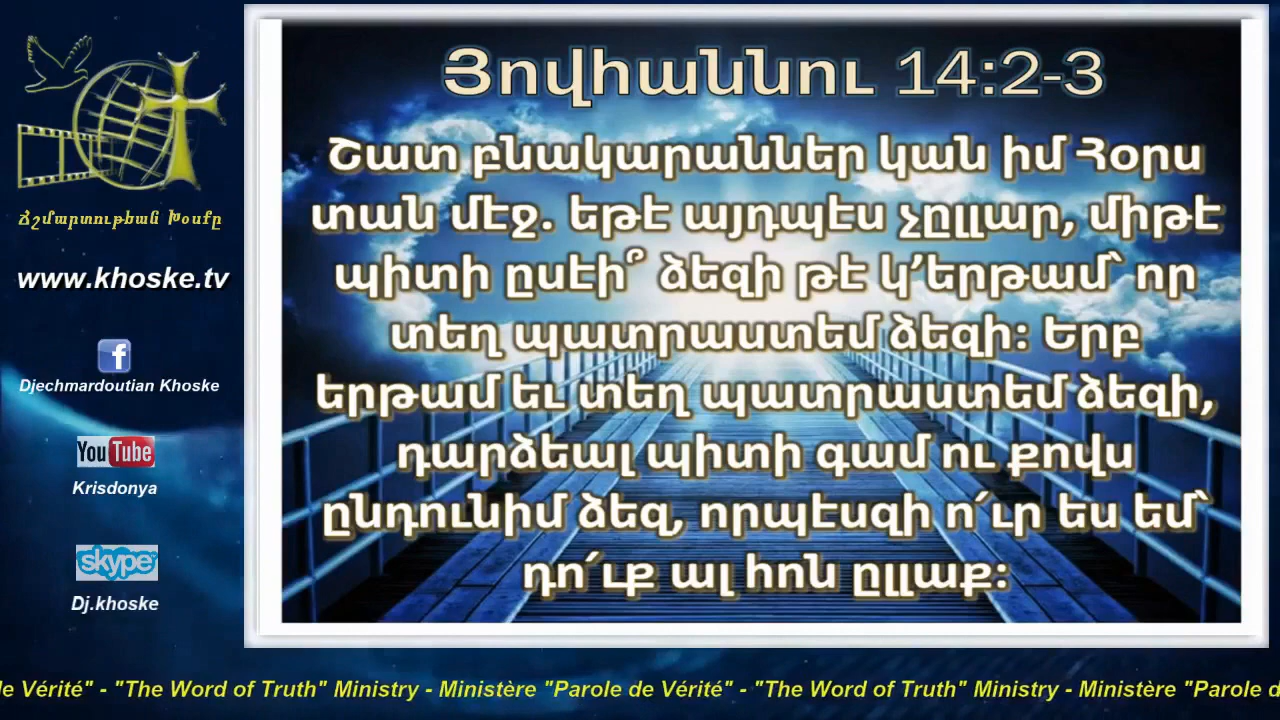 Յովհաննու 14:2-3
Շատ բնակարաններ կան իմ Հօրս
տան մէջ. եթէ այդպէս չըլլար, միթէ
պիտի ըսէի՞ ձեզի թէ կ՚երթամ՝ որ
տեղ պատրաստեմ ձեզի: Երբ
երթամ եւ տեղ պատրաստեմ ձեզի,
դարձեալ պիտի գամ ու քովս
ընդունիմ ձեզ, որպէսզի ո՛ւր ես եմ՝
դո՛ւք ալ հոն ըլլաք:
Ճշմարտութեան Խօսքը
www.khoske.tv
f
Djechmardoutian Khoske
YouTube
Krisdonya
skype
Dj.khoske
de Vérité" - "The Word of Truth" Ministry - Ministère "Parole de Vérité" - "The Word of Truth" Ministry - Ministère "Parole d